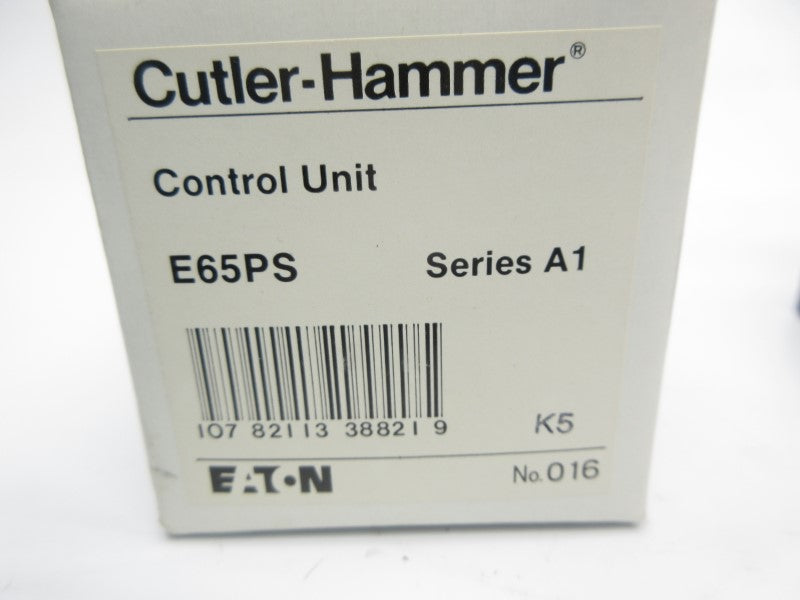 Cutler-Hammer®
Control Unit
E65PS Series A1
107 82113 38821 9
K5
EATON No. 016